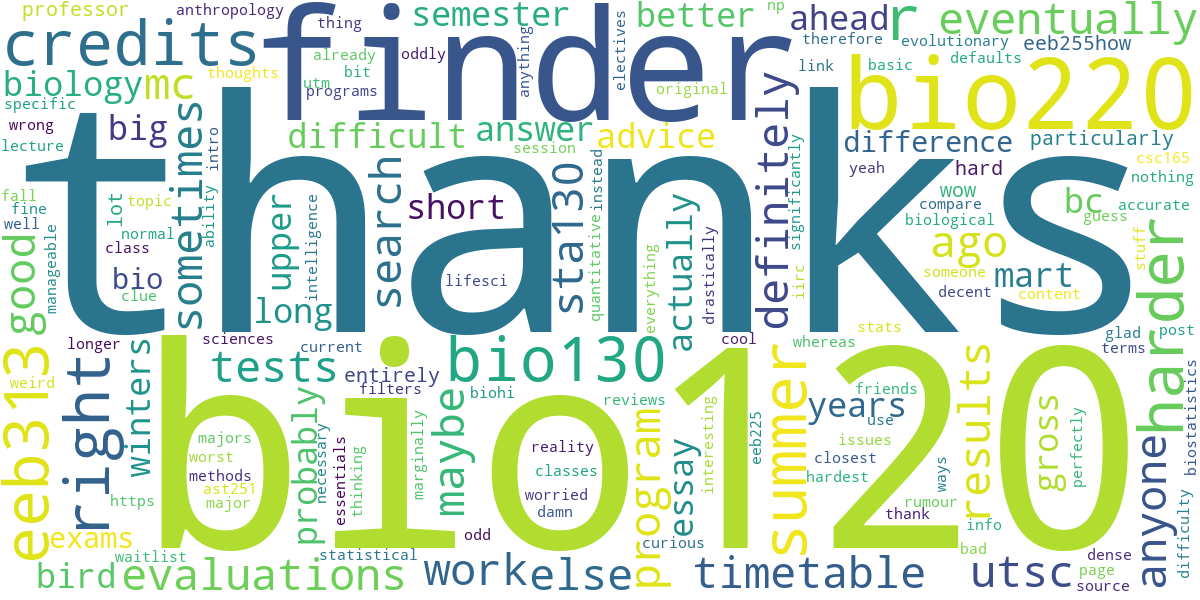 professor
anthropology
thing
semester
better
np
ahead
r
eventually
credits
finder
already
oddly
bit
utm
programs
anything
electives
original
therefore
evolutionary
defaults
eeb255how
link
basic
biology
mc
thoughts
specific
wrong
lecture
big
sometimes
intro
difficult
answer
session
advice
definitely
bio220
difference
particularly
yeah
hard
csc165
nothing
thanks
fall
fine
well
good
manageable
lot
topic
normal
class
bio
clue
ability
upper
long
intelligence
search
short
lifesci
sta130
quantitative
instead
everything
actually
drastically
significantly
iirc
wow
compare
biological
bc
guess
accurate
ago
someone
decent
mart
content
stuff
harder
longer
sciences
current
stats
whereas
cool
glad
terms
post
eeb313
weird
right
winters
tests
entirely
filters
bio130
biohi
reviews
summer
years
friends
use
issues
closest
hardest
results
gross
perfectly
anyone
biostatistics
bio120
majors
worst
methods
ast251
major
https
probably
necessary
essentials
thinking
marginally
maybe
reality
classes
worried
damn
program
essay
interesting
eeb225
ways
rumour
thank
info
difficulty
exams
waitlist
statistical
odd
curious
bad
dense
page
source
bird
evaluations
work
else
timetable
utsc